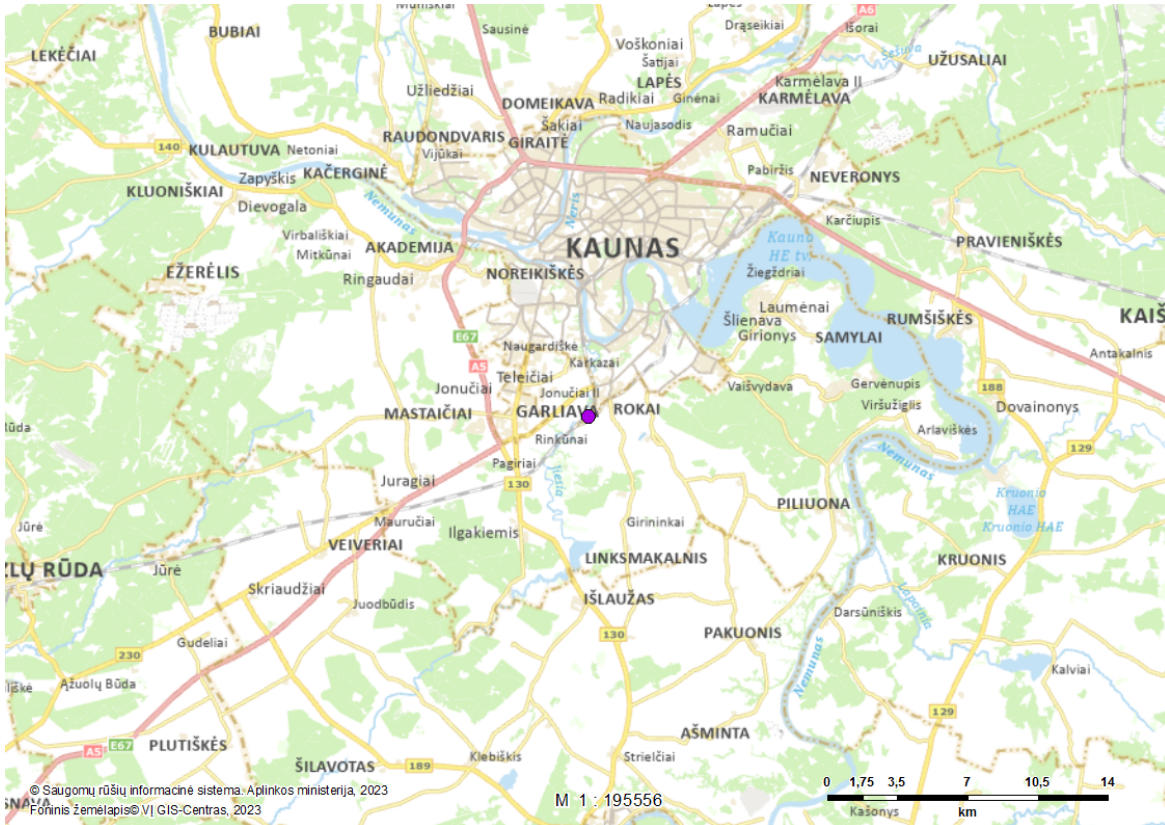 Sausinė
Lapės
Drąseikiai
A6
Išorai
BUBIAI
LEKĖČIAI
Voškoniai
Šatijai
Šešuva
UŽUSALIAI
Užliedžiai
LAPĖS
Karmėlava II
DOMEIKAVA
Radikiai
Ginėnai
KARMĖLAVA
Šakiai
Naujasodis
Ramučiai
RAUDONDVARIS
GIRAITĖ
140
KULAUTUVA
Netoniai
Vijūkai
Zapyškis
KAČERGINĖ
Pabiržis
NEVERONYS
KLUONIŠKIAI
Dievogala
Nemunas
Neris
Karčiupis
Virbališkiai
Mitkūnai
AKADEMIJA
KAUNAS
Kauno
HE tv.
PRAVIENIŠKĖS
EŽERĖLIS
Ringaudai
NOREIKIŠKĖS
Žiegždriai
Laumėnai
Šlienava
RUMŠIŠKĖS
KAIŠ
E67
Girionys
SAMYLAI
Naugardiškė
Karkazai
Antakalnis
A5
Teleičiai
Jonučiai
Jonučiai II
Vaišvydava
Gervėnupis
188
MASTAIČIAI
GARLIAVA
ROKAI
Viršužiglis
Dovainonys
Rūda
Rinkūnai
Arlaviškės
129
Pagiriai
Nemunas
Juragiai
130
Jiesia
PILIUONA
Kruonio
HAE
Kruonio HAE
Jūrė
Mauručiai
Ilgakiemis
Girininkai
VEIVERIAI
LINKSMAKALNIS
KRUONIS
ZLŲ RŪDA
Jūrė
Skriaudžiai
IŠLAUŽAS
Lapainia
Juodbūdis
Darsūniškis
130
PAKUONIS
Gudeliai
230
Nemunas
Kalviai
iliškė
Ąžuolų Būda
129
A5
E67
PLUTIŠKĖS
AŠMINTA
Klebiškis
Strielčiai
ŠILAVOTAS
189
© Saugomų rūšių informacinė sistema. Aplinkos ministerija, 2023
0 1,75 3,5 7 10,5 14
M 1 : 195556
SNAVA
Foninis žemėlapis© VĮ GIS-Centras, 2023
km
Kašonys